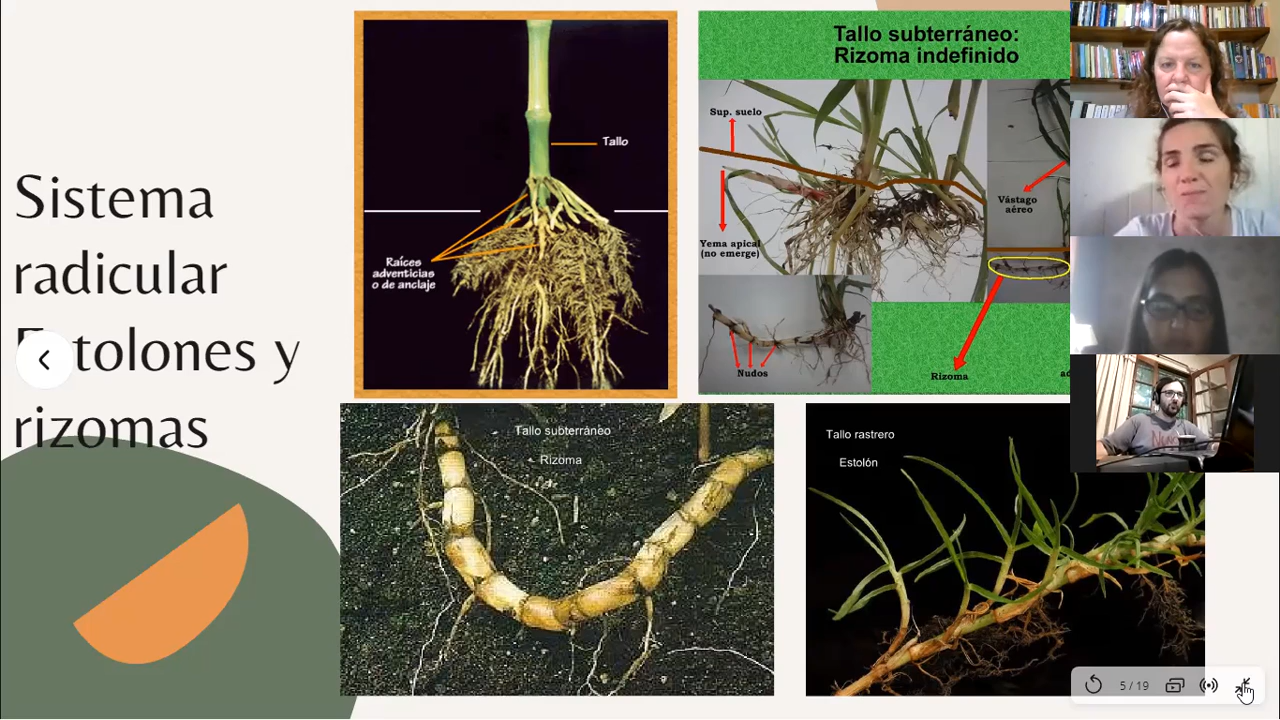 Sistema
radicular
Estolones y
rizomas
Tallo
Raíces
adventicias
o de anclaje
Tallo subterráneo:
Rizoma indefinido
Sup. suelo
Yema apical
(no emerge)
Vástago
aéreo
Nudos
Rizoma
Tallo subterráneo
Rizoma
Tallo rastrero
Estolón
5 / 19